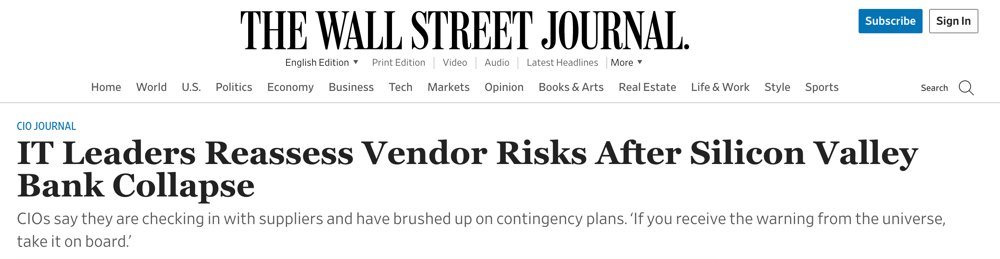 THE WALL STREET JOURNAL.
Subscribe
Sign In
English Edition Print Edition Video Audio Latest Headlines More
Home World U.S. Politics Economy Business Tech Markets Opinion Books & Arts Real Estate Life & Work Style Sports Search
CIO JOURNAL
IT Leaders Reassess Vendor Risks After Silicon Valley
Bank Collapse
CIOs say they are checking in with suppliers and have brushed up on contingency plans. ‘If you receive the warning from the universe,
take it on board.’